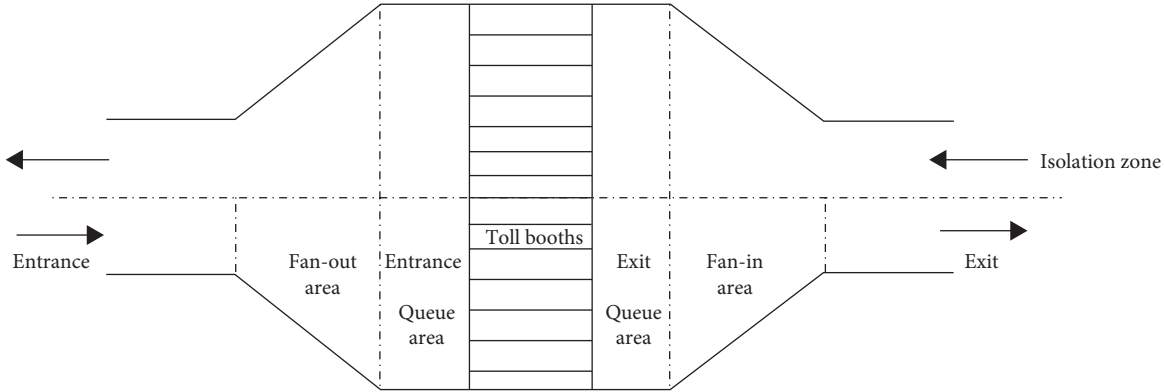 Isolation zone
Toll booths
Entrance
Fan-out
area
Entrance
Queue
area
Exit
Queue
area
Fan-in
area
Exit